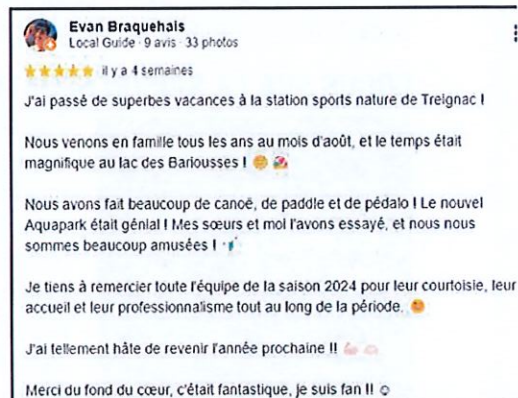 Evan Braquehais
Local Guide · 9 avis · 33 photos
il y a 4 semaines
J'ai passé de superbes vacances à la station sports nature de Treignac !
Nous venons en famille tous les ans au mois d'août, et le temps était
magnifique au lac des Bariousses !
Nous avons fait beaucoup de canoë, de paddle et de pédalo ! Le nouvel
Aquapark était génial ! Mes sœurs et moi l'avons essayé, et nous nous
sommes beaucoup amusées !
Je tiens à remercier toute l'équipe de la saison 2024 pour leur courtoisie, leur
accueil et leur professionnalisme tout au long de la période.
J'ai tellement hâte de revenir l'année prochaine !!
Merci du fond du cœur, c'était fantastique, je suis fan !!